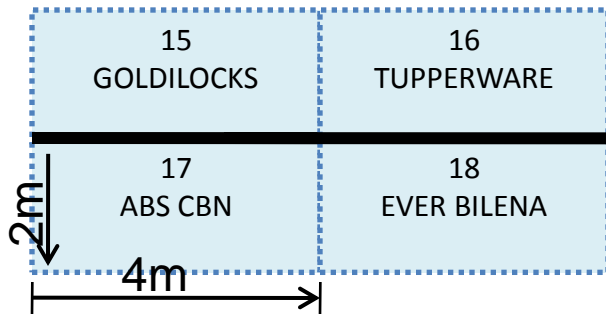 15
GOLDILOCKS
16
TUPPERWARE
17
ABS CBN
18
EVER BILENA
2m
4m